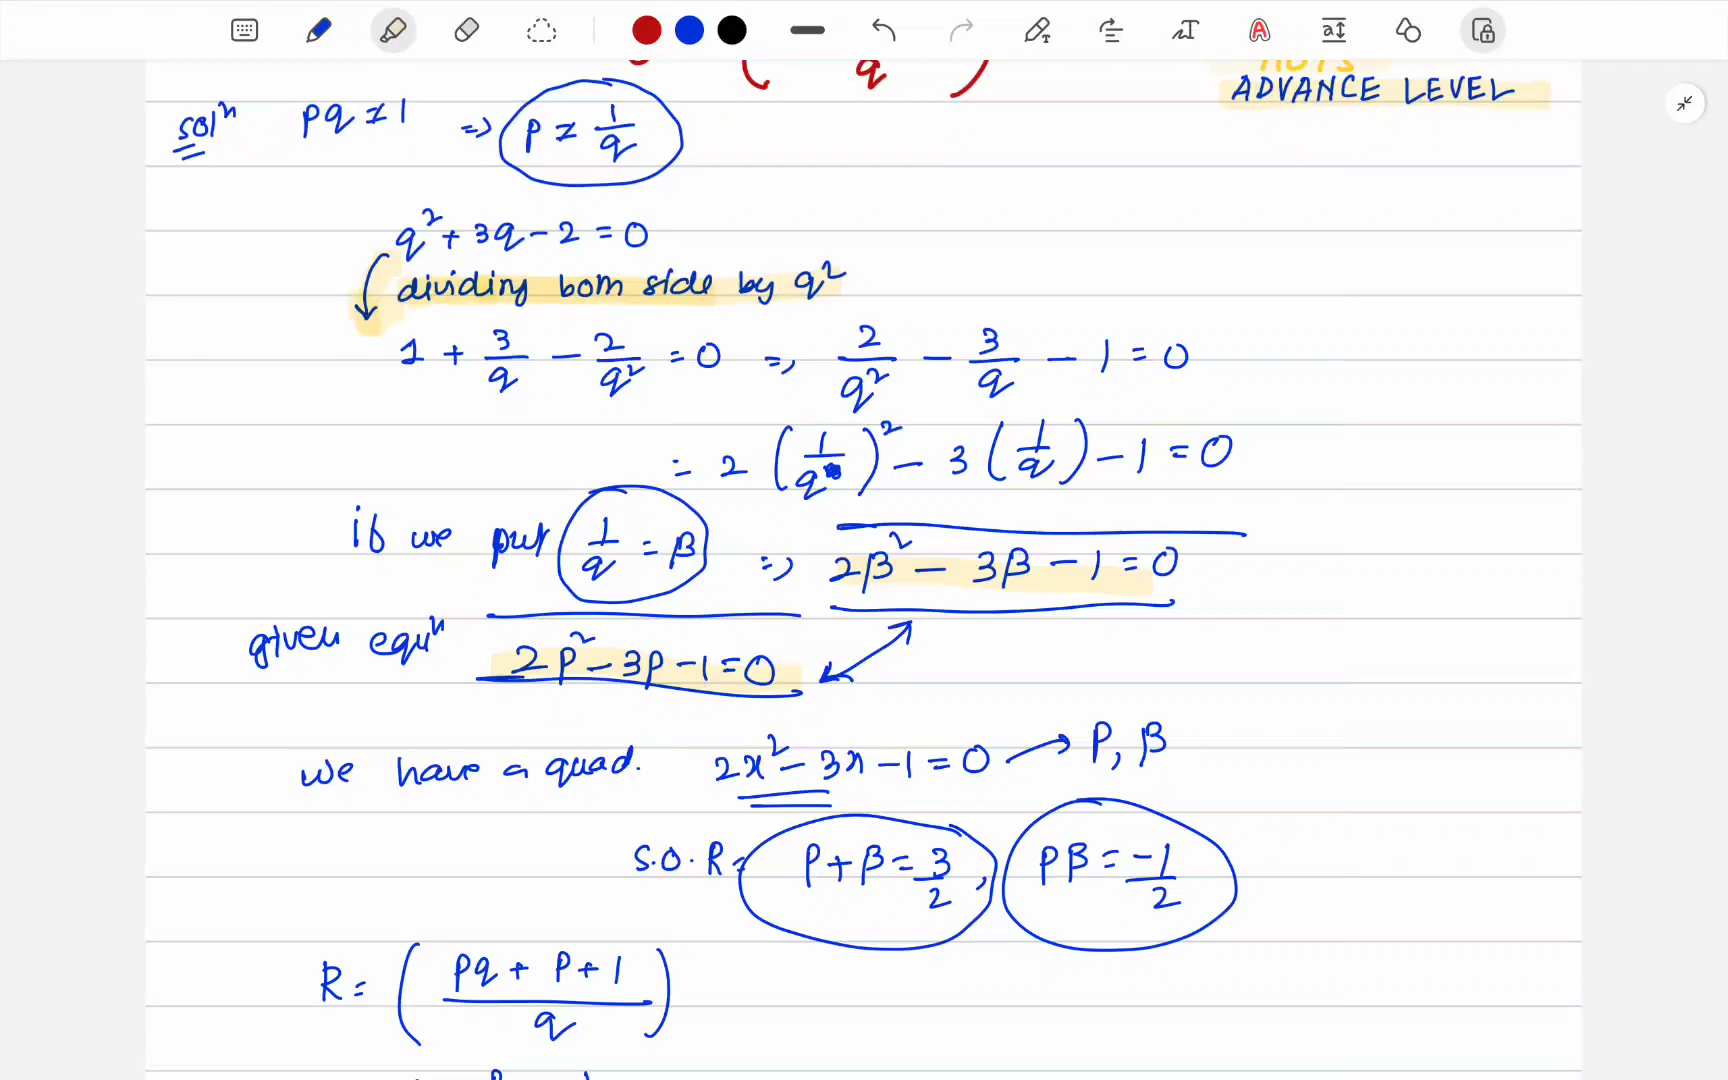 HOTS
ADVANCE LEVEL
q
solⁿ pq ≠ 1 => p ≠ 1/q
q² + 3q - 2 = 0
dividing both side by q²
1 + 3/q - 2/q² = 0 => 2/q² - 3/q - 1 = 0
= 2 (1/q)² - 3 (1/q) - 1 = 0
if we put 1/q = β => 2β² - 3β - 1 = 0
given equⁿ 2p² - 3p - 1 = 0
we have a quad. 2x² - 3x - 1 = 0 → P, β
S.O.R = P + β = 3/2, Pβ = -1/2
R = (pq + p + 1 / q)